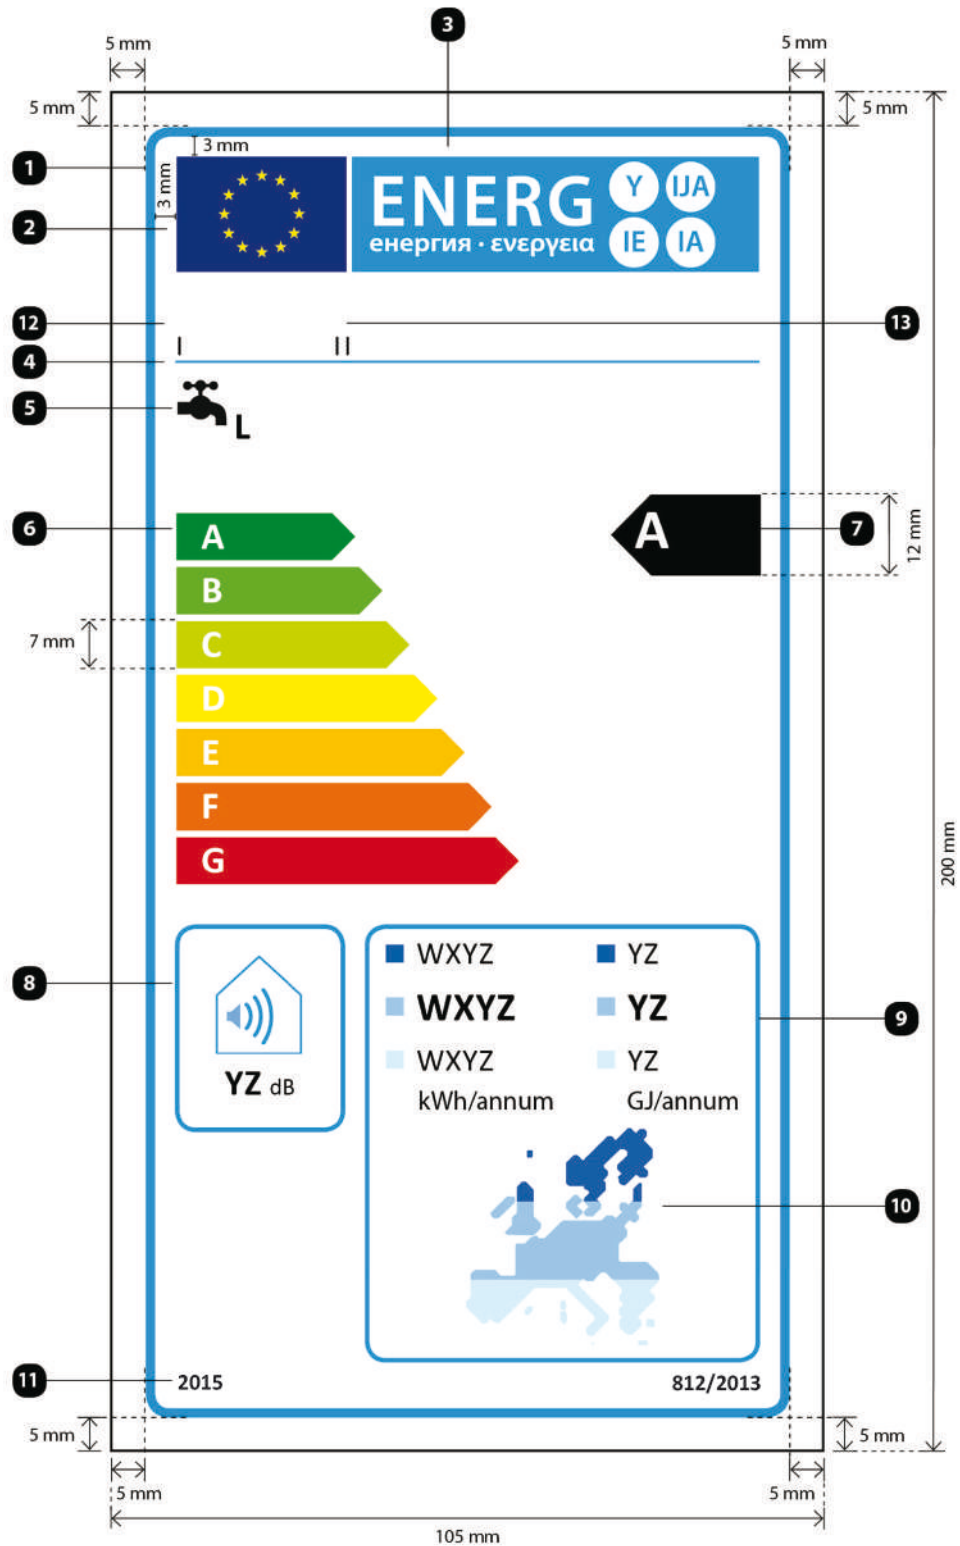 3
5 mm
5 mm
5 mm
5 mm
3 mm
1
3 mm
2
ENERG
енергия · ενεργεια
Y
IJA
IE
IA
12
13
I
II
4
5
L
6
A
A
7
12 mm
B
7 mm
C
D
E
F
G
200 mm
8
YZ dB
WXYZ
YZ
WXYZ
YZ
WXYZ
YZ
kWh/annum
GJ/annum
9
10
11
2015
812/2013
5 mm
5 mm
5 mm
5 mm
105 mm